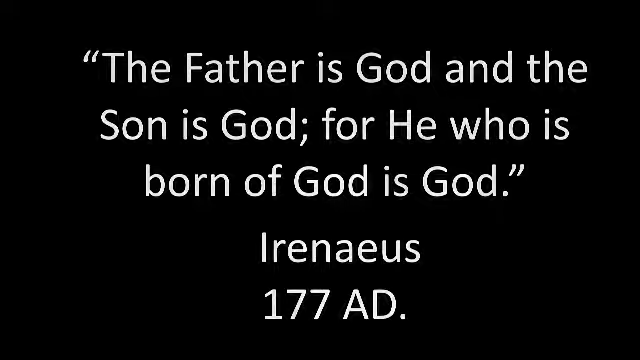 “The Father is God and the
Son is God; for He who is
born of God is God.”
Irenaeus
177 AD.